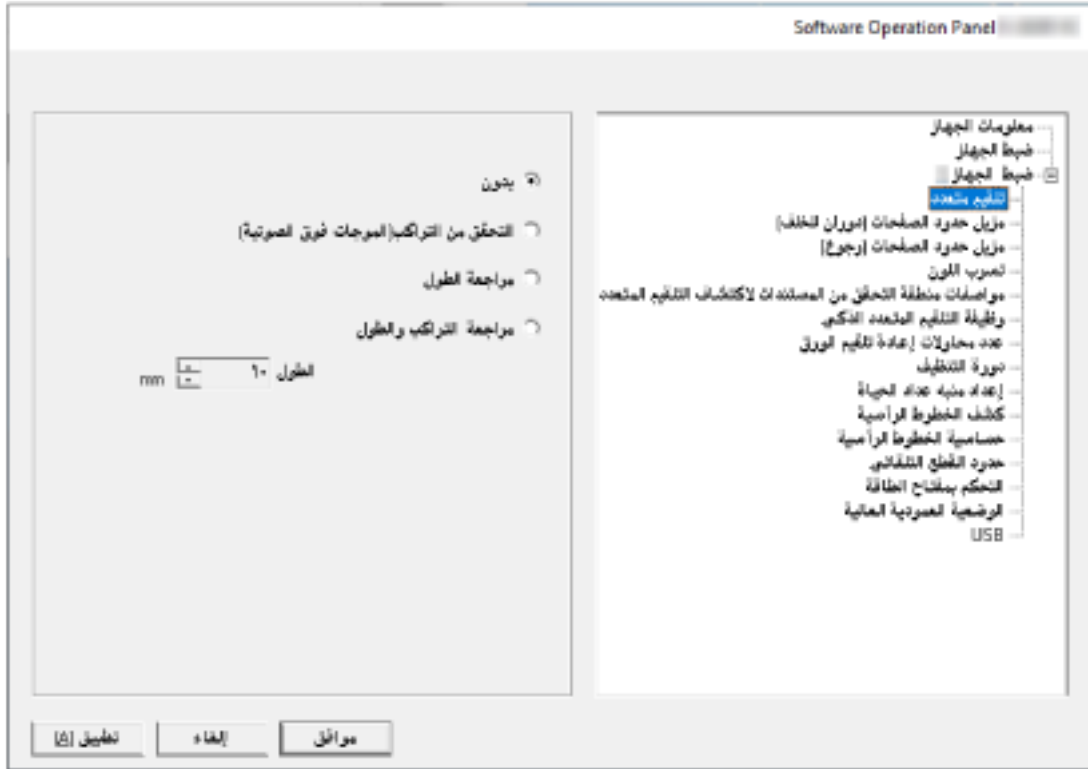 Software Operation Panel
معلومات الجهاز
ضبط الجهاز
ضبط الجهاز
تلقيم متعدد
مزيل حدود الصفحات (دوران للخلف)
مزيل حدود الصفحات (رجوع)
تسرب اللون
مواصفات منطقة التحقق من المستندات لاكتشاف التلقيم المتعدد
وظيفة التلقيم المتعدد الذكي
عدد محاولات إعادة تلقيم الورق
دورة التنظيف
إعداد منبه عداد الحياة
كشف الخطوط الرأسية
حساسية الخطوط الرأسية
حدود القطع التلقائي
التحكم بمفتاح الطاقة
الوضعية العمودية العالية
USB
بدون
التحقق من التراكب(الموجات فوق الصوتية)
مراجعة الطول
مراجعة التراكب والطول
الطول ١٠ mm
موافق
إلغاء
تطبيق (A)